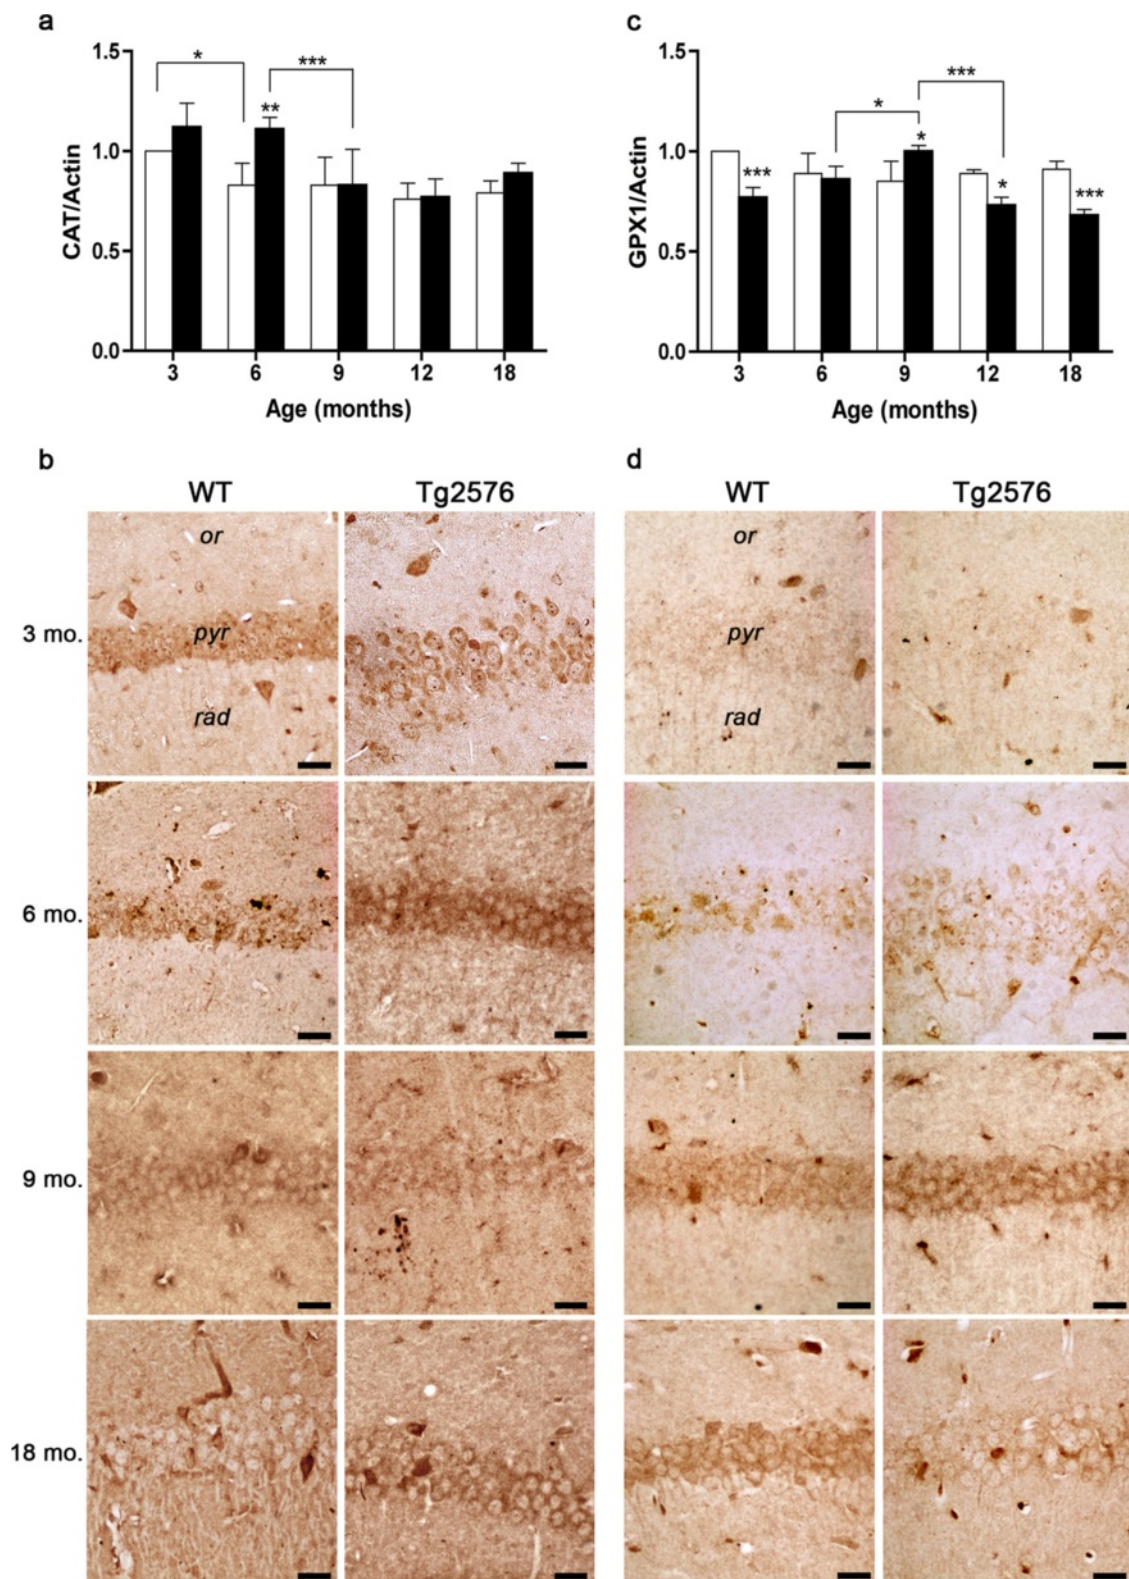 a
CAT/Actin
1.5
1.0
0.5
0.0
*
***
**
3 6 9 12 18
Age (months)
c
GPX1/Actin
1.5
1.0
0.5
0.0
***
*
***
*
*
***
3 6 9 12 18
Age (months)
b
WT Tg2576
3 mo.
or
pyr
rad
6 mo.
9 mo.
18 mo.
d
WT Tg2576
or
pyr
rad